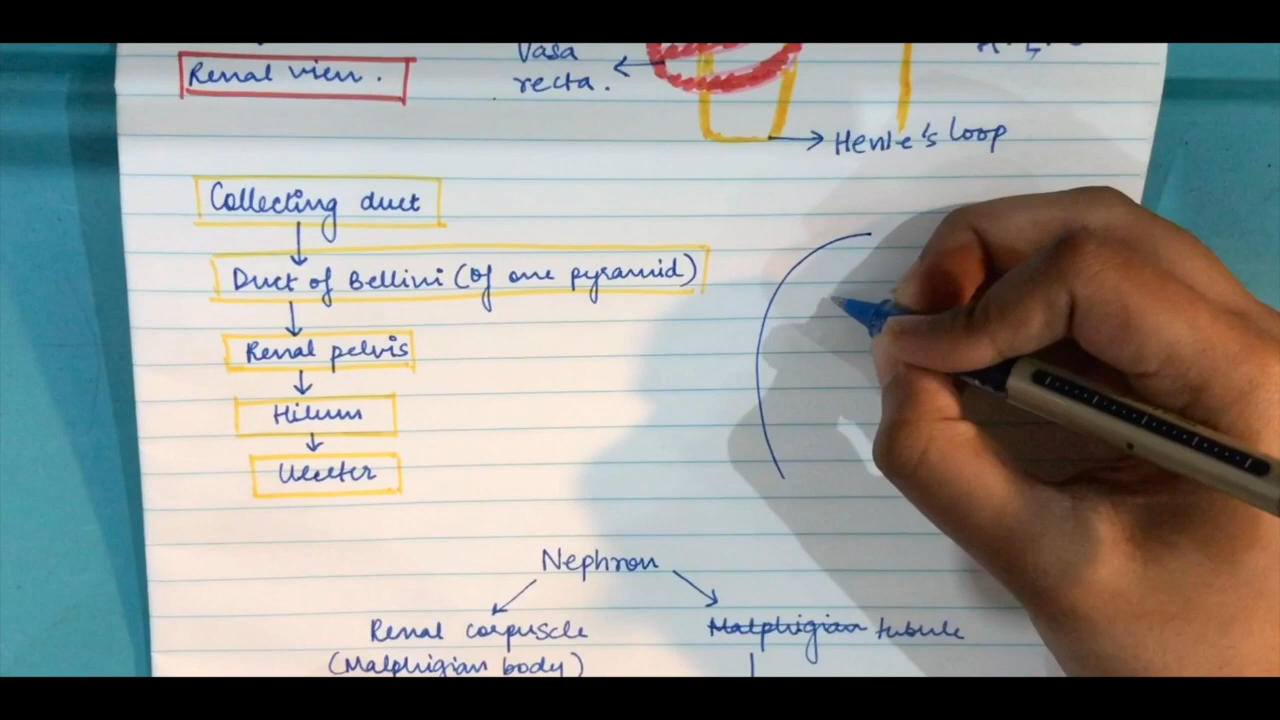 Renal vien.
Vasa
recta.
Henle's loop
Collecting duct
Duct of Bellini (Of one pyramid)
Renal pelvis
Hilum
Ureter
Nephron
Renal corpuscle
(Malphigian body)
Malphigian tubule